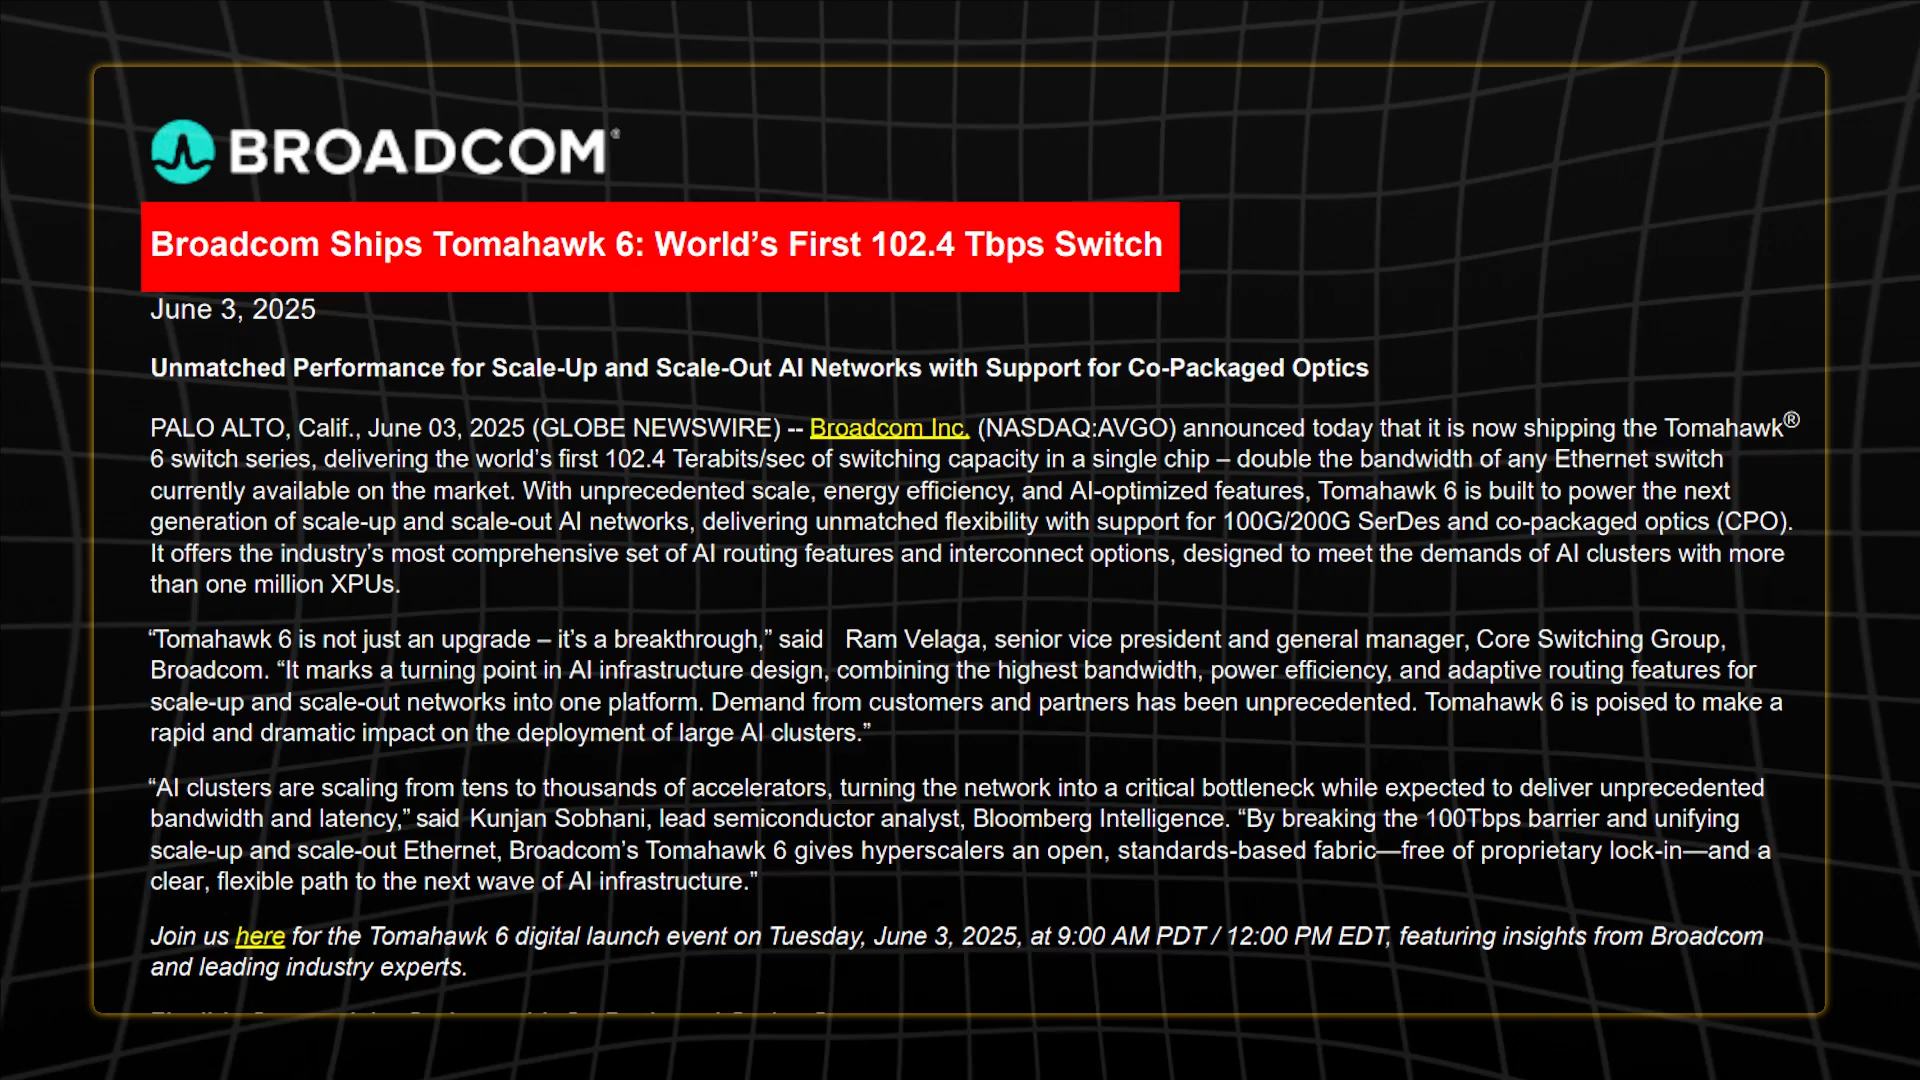 BROADCOM®
Broadcom Ships Tomahawk 6: World’s First 102.4 Tbps Switch
June 3, 2025
Unmatched Performance for Scale-Up and Scale-Out AI Networks with Support for Co-Packaged Optics
PALO ALTO, Calif., June 03, 2025 (GLOBE NEWSWIRE) -- Broadcom Inc. (NASDAQ:AVGO) announced today that it is now shipping the Tomahawk®
6 switch series, delivering the world’s first 102.4 Terabits/sec of switching capacity in a single chip – double the bandwidth of any Ethernet switch
currently available on the market. With unprecedented scale, energy efficiency, and AI-optimized features, Tomahawk 6 is built to power the next
generation of scale-up and scale-out AI networks, delivering unmatched flexibility with support for 100G/200G SerDes and co-packaged optics (CPO).
It offers the industry’s most comprehensive set of AI routing features and interconnect options, designed to meet the demands of AI clusters with more
than one million XPUs.
“Tomahawk 6 is not just an upgrade – it’s a breakthrough,” said Ram Velaga, senior vice president and general manager, Core Switching Group,
Broadcom. “It marks a turning point in AI infrastructure design, combining the highest bandwidth, power efficiency, and adaptive routing features for
scale-up and scale-out networks into one platform. Demand from customers and partners has been unprecedented. Tomahawk 6 is poised to make a
rapid and dramatic impact on the deployment of large AI clusters.”
“AI clusters are scaling from tens to thousands of accelerators, turning the network into a critical bottleneck while expected to deliver unprecedented
bandwidth and latency,” said Kunjan Sobhani, lead semiconductor analyst, Bloomberg Intelligence. “By breaking the 100Tbps barrier and unifying
scale-up and scale-out Ethernet, Broadcom’s Tomahawk 6 gives hyperscalers an open, standards-based fabric—free of proprietary lock-in—and a
clear, flexible path to the next wave of AI infrastructure.”
Join us here for the Tomahawk 6 digital launch event on Tuesday, June 3, 2025, at 9:00 AM PDT / 12:00 PM EDT, featuring insights from Broadcom
and leading industry experts.